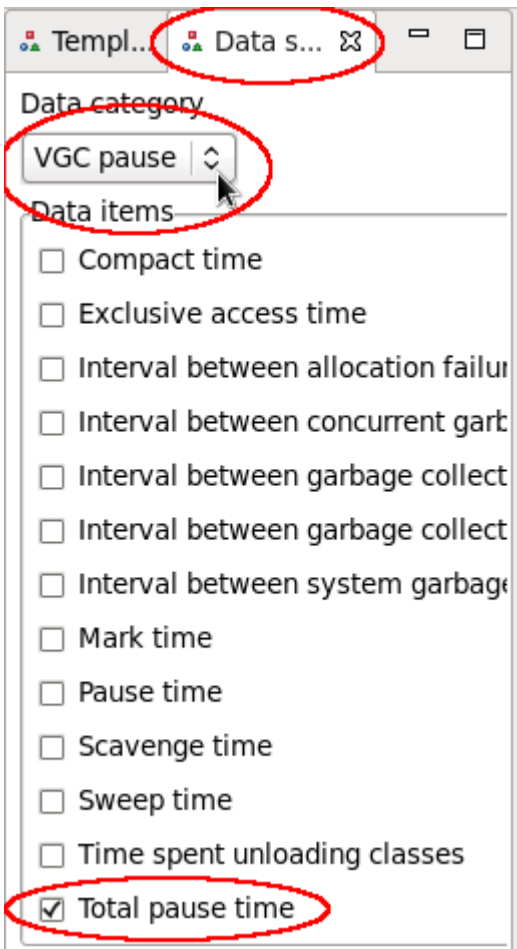 Templ... Data s...
Data category
VGC pause
Data items
Compact time
Exclusive access time
Interval between allocation failur
Interval between concurrent garb
Interval between garbage collect
Interval between garbage collect
Interval between system garbage
Mark time
Pause time
Scavenge time
Sweep time
Time spent unloading classes
Total pause time